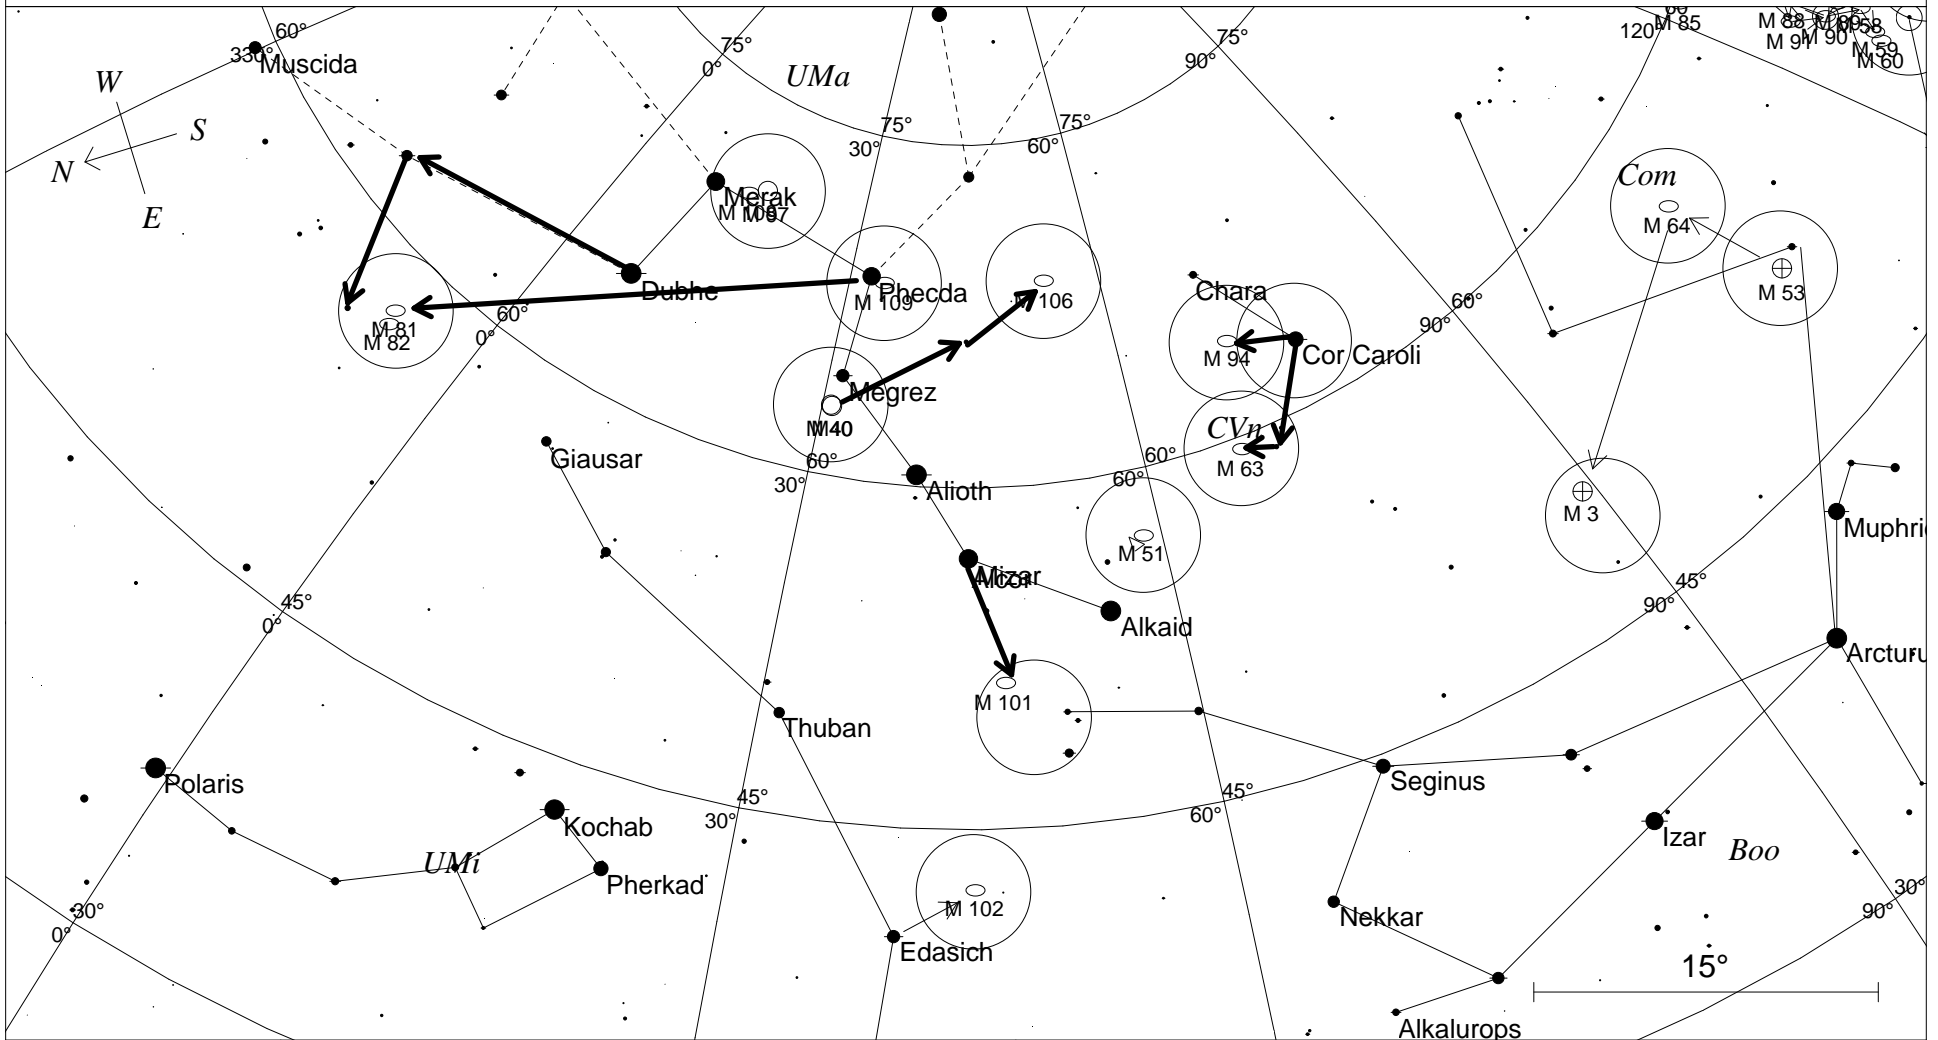 60°
75°
UMa
75°
M 85
120°
M 88
M 89
M 58
M 91
M 90
M 59
M 60
330°
Muscida
0°
90°
W
S
N
E
75°
30°
75°
60°
Merak
M 97
Com
M 64
Dubhe
Phecda
M 109
M 106
Chara
M 53
60°
0°
60°
90°
M 81
M 82
M 94
Cor Caroli
Megrez
M 40
CVn
Giausar
60°
30°
60°
60°
M 63
Alioth
M 3
Muphri
M 51
Mizar
Alcor
45°
90°
45°
0°
Alkaid
Arcturu
M 101
Thuban
Polaris
Seginus
45°
30°
45°
60°
Kochab
Izar
UMi
Boo
Pherkad
M 102
30°
90°
30°
0°
Nekkar
Edasich
15°
Alkalurops